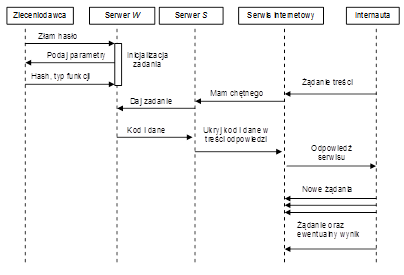 Zleceniodawca
Serwer W
Serwer S
Serwis internetowy
Internauta
Złam hasło
Podaj parametry
Hash, typ funkcji
Inicjalizacja
zadania
Żądanie treści
Mam chętnego
Daj zadanie
Kod i dane
Ukryj kod i dane w
treści odpowiedzi
Odpowiedź
serwisu
Nowe żądania
Żądanie oraz
ewentualny wynik